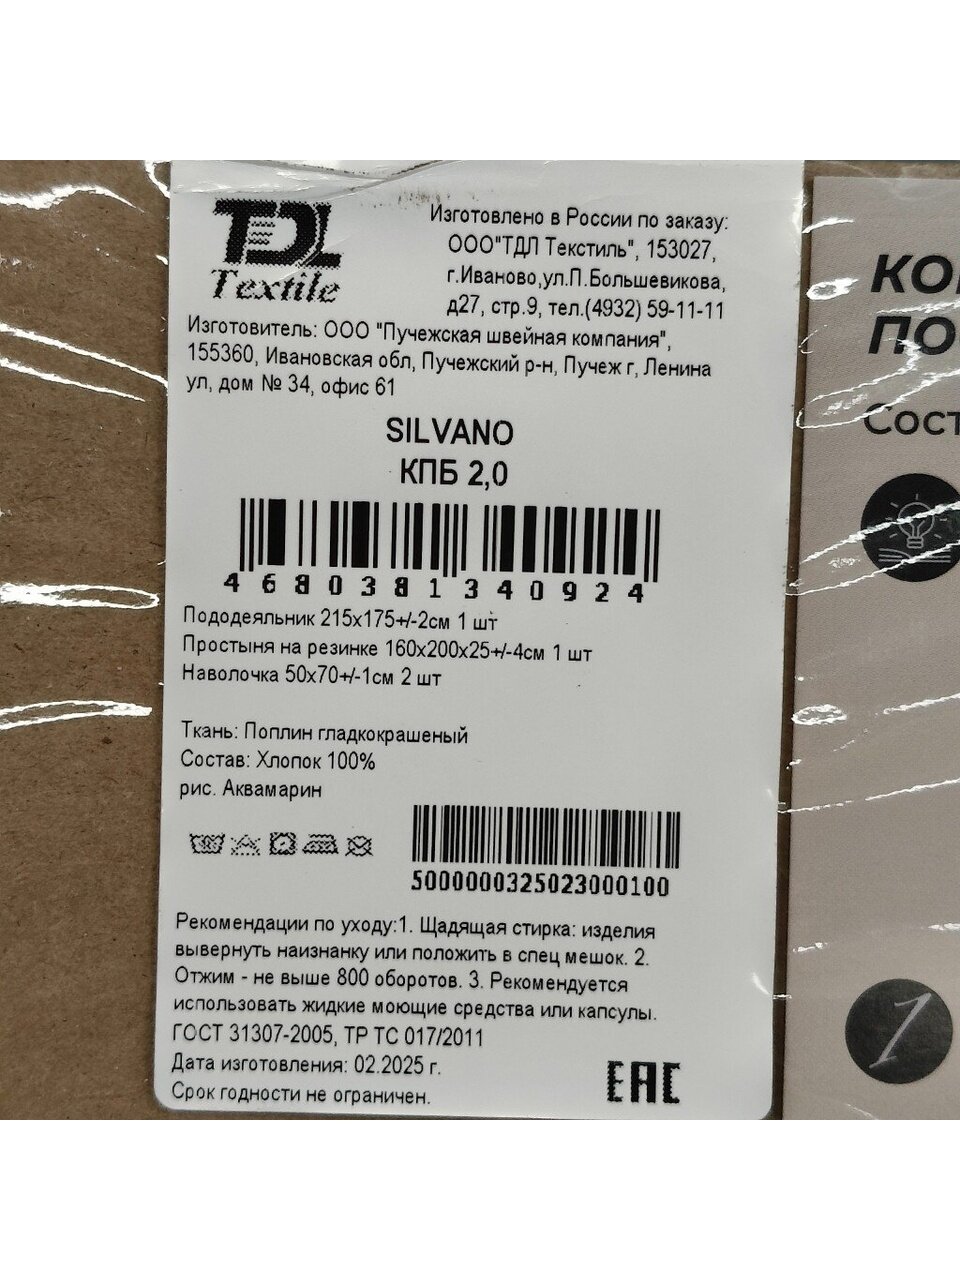 TDL
Textile
Изготовлено в России по заказу:
ООО"ТДЛ Текстиль", 153027,
г.Иваново,ул.П.Большевикова,
д27, стр.9, тел.(4932) 59-11-11
Изготовитель: ООО "Пучежская швейная компания",
155360, Ивановская обл, Пучежский р-н, Пучеж г, Ленина
ул, дом № 34, офис 61
SILVANO
КПБ 2,0
4680381340924
Пододеяльник 215х175+/-2см 1 шт
Простыня на резинке 160х200х25+/-4см 1 шт
Наволочка 50х70+/-1см 2 шт
Ткань: Поплин гладкокрашеный
Состав: Хлопок 100%
рис. Аквамарин
5000000325023000100
Рекомендации по уходу:1. Щадящая стирка: изделия
вывернуть наизнанку или положить в спец мешок. 2.
Отжим - не выше 800 оборотов. 3. Рекомендуется
использовать жидкие моющие средства или капсулы.
ГОСТ 31307-2005, ТР ТС 017/2011
Дата изготовления: 02.2025 г.
Срок годности не ограничен.
EAC
1